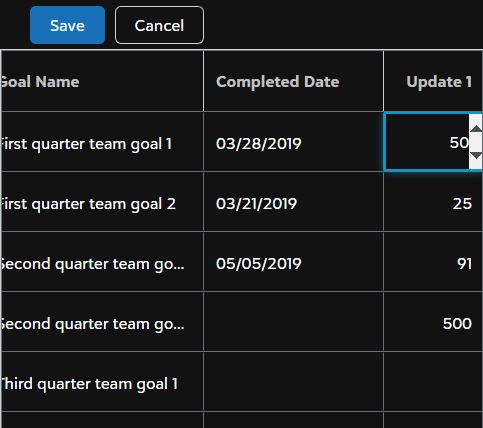 Save Cancel
Goal Name Completed Date Update 1
First quarter team goal 1 03/28/2019 50
First quarter team goal 2 03/21/2019 25
Second quarter team go... 05/05/2019 91
Second quarter team go... 500
Third quarter team goal 1